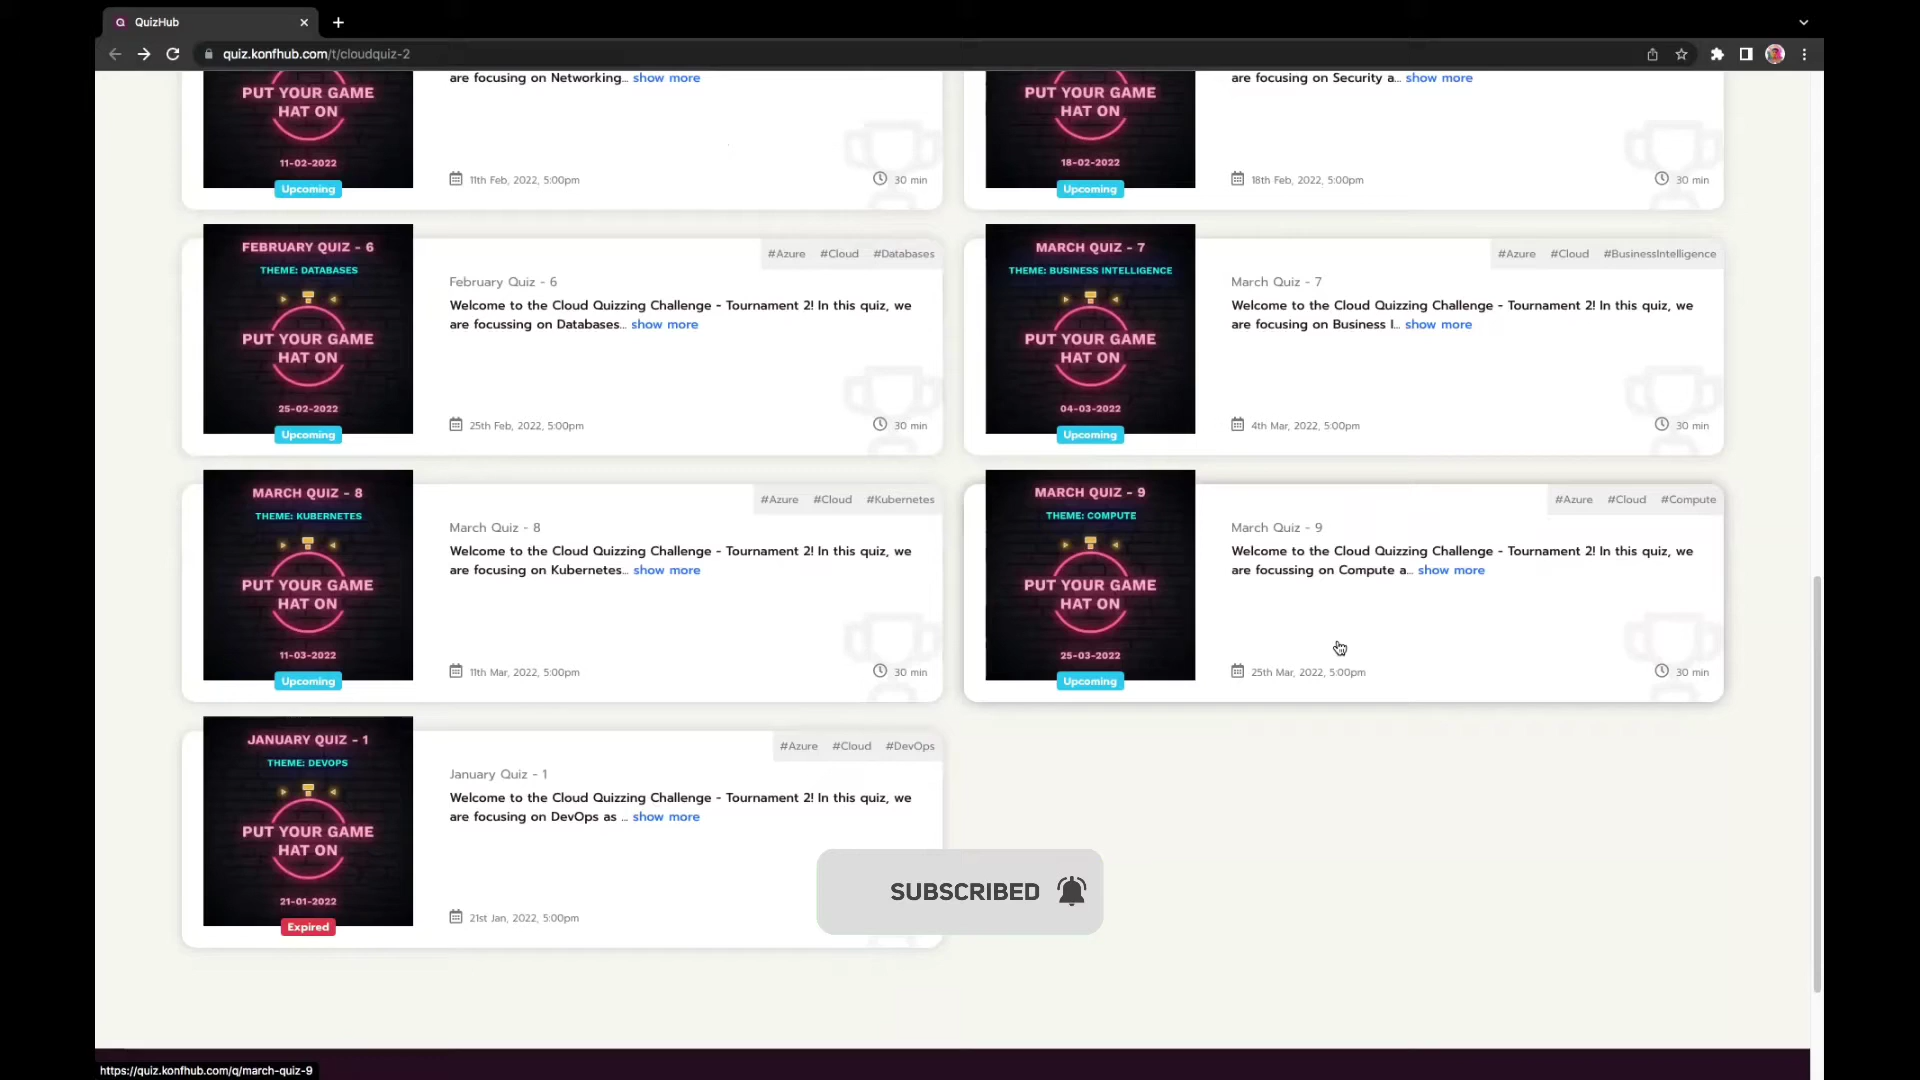 QuizHub
quiz.konfhub.com/t/cloudquiz-2
PUT YOUR GAME
HAT ON
11-02-2022
Upcoming
are focusing on Networking... show more
11th Feb, 2022, 5:00pm
30 min
PUT YOUR GAME
HAT ON
18-02-2022
Upcoming
are focusing on Security a... show more
18th Feb, 2022, 5:00pm
30 min
FEBRUARY QUIZ - 6
THEME: DATABASES
PUT YOUR GAME
HAT ON
25-02-2022
Upcoming
#Azure #Cloud #Databases
February Quiz - 6
Welcome to the Cloud Quizzing Challenge - Tournament 2! In this quiz, we
are focussing on Databases... show more
25th Feb, 2022, 5:00pm
30 min
MARCH QUIZ - 7
THEME: BUSINESS INTELLIGENCE
PUT YOUR GAME
HAT ON
04-03-2022
Upcoming
#Azure #Cloud #BusinessIntelligence
March Quiz - 7
Welcome to the Cloud Quizzing Challenge - Tournament 2! In this quiz, we
are focusing on Business I... show more
4th Mar, 2022, 5:00pm
30 min
MARCH QUIZ - 8
THEME: KUBERNETES
PUT YOUR GAME
HAT ON
11-03-2022
Upcoming
#Azure #Cloud #Kubernetes
March Quiz - 8
Welcome to the Cloud Quizzing Challenge - Tournament 2! In this quiz, we
are focusing on Kubernetes... show more
11th Mar, 2022, 5:00pm
30 min
MARCH QUIZ - 9
THEME: COMPUTE
PUT YOUR GAME
HAT ON
25-03-2022
Upcoming
#Azure #Cloud #Compute
March Quiz - 9
Welcome to the Cloud Quizzing Challenge - Tournament 2! In this quiz, we
are focussing on Compute a... show more
25th Mar, 2022, 5:00pm
30 min
JANUARY QUIZ - 1
THEME: DEVOPS
PUT YOUR GAME
HAT ON
21-01-2022
Expired
#Azure #Cloud #DevOps
January Quiz - 1
Welcome to the Cloud Quizzing Challenge - Tournament 2! In this quiz, we
are focusing on DevOps as ... show more
21st Jan, 2022, 5:00pm
SUBSCRIBED
https://quiz.konfhub.com/q/march-quiz-9